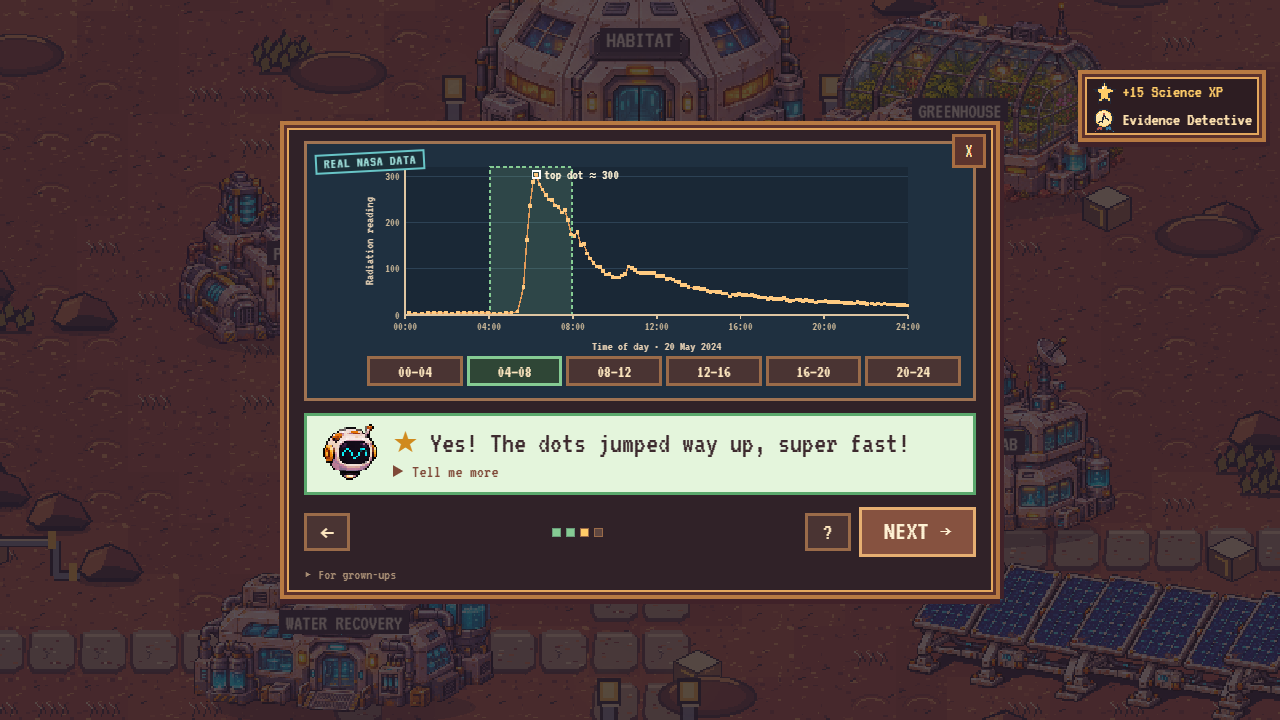 HABITAT
GREENHOUSE
+15 Science XP
Evidence Detective
X
REAL NASA DATA
top dot ≈ 300
Radiation reading
300
200
100
0
00:00 04:00 08:00 12:00 16:00 20:00 24:00
Time of day · 20 May 2024
00–04 04–08 08–12 12–16 16–20 20–24
Yes! The dots jumped way up, super fast!
Tell me more
? NEXT →
For grown-ups
WATER RECOVERY